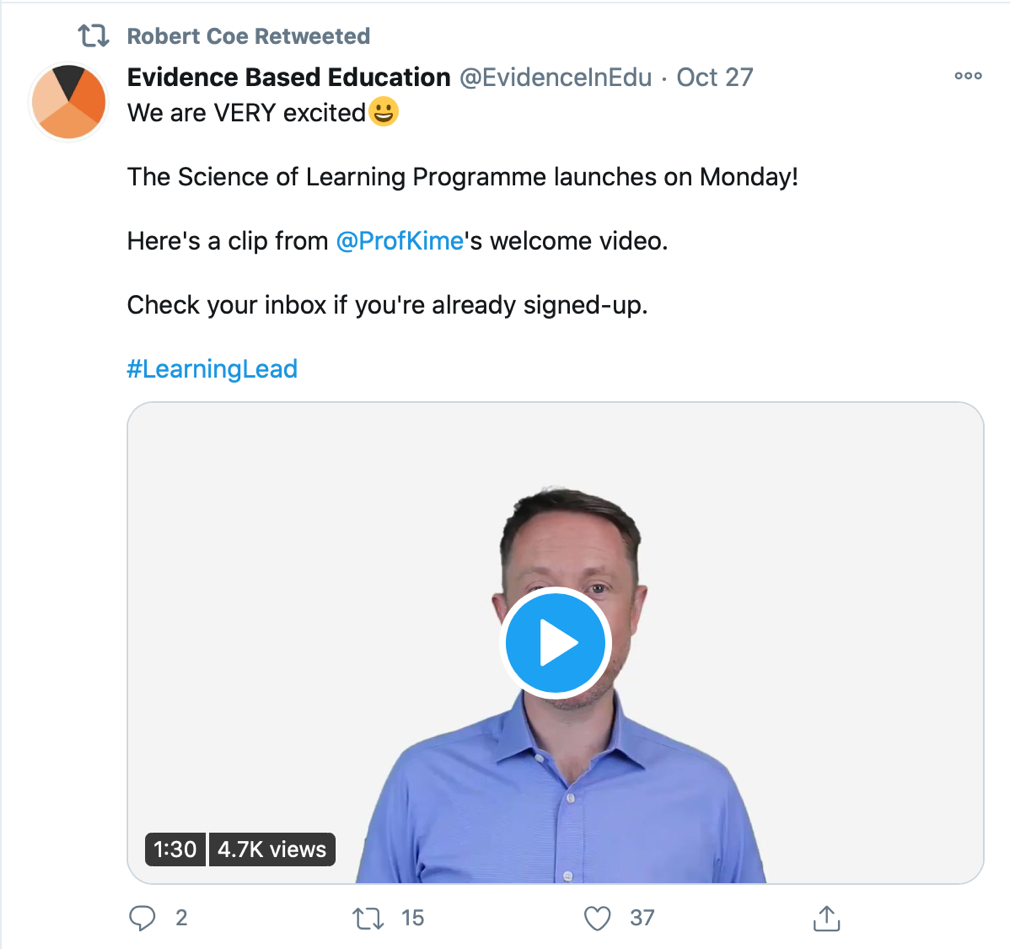 Robert Coe Retweeted
Evidence Based Education @EvidenceInEdu · Oct 27
We are VERY excited😀
The Science of Learning Programme launches on Monday!
Here's a clip from @ProfKime's welcome video.
Check your inbox if you're already signed-up.
#LearningLead
1:30 4.7K views
2 15 37